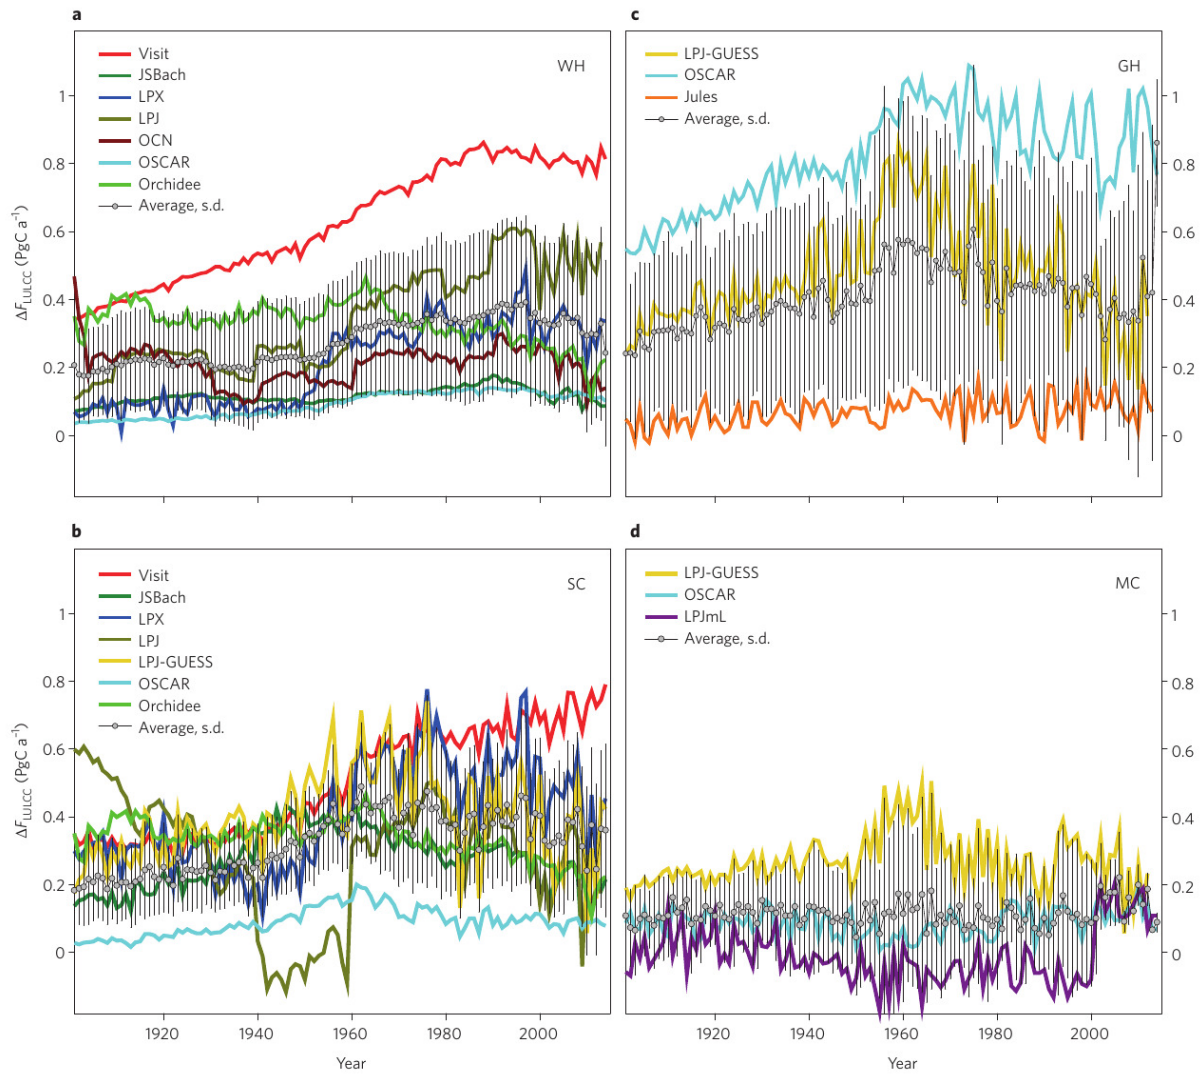 a
Visit
JSBach
LPX
LPJ
OCN
OSCAR
Orchidee
Average, s.d.
WH
1
0.8
0.6
0.4
0.2
0
ΔF_LULCC (PgC a⁻¹)
c
LPJ-GUESS
OSCAR
Jules
Average, s.d.
GH
1
0.8
0.6
0.4
0.2
0
b
Visit
JSBach
LPX
LPJ
LPJ-GUESS
OSCAR
Orchidee
Average, s.d.
SC
1
0.8
0.6
0.4
0.2
0
ΔF_LULCC (PgC a⁻¹)
1920 1940 1960 1980 2000
Year
d
LPJ-GUESS
OSCAR
LPJmL
Average, s.d.
MC
1
0.8
0.6
0.4
0.2
0
1920 1940 1960 1980 2000
Year